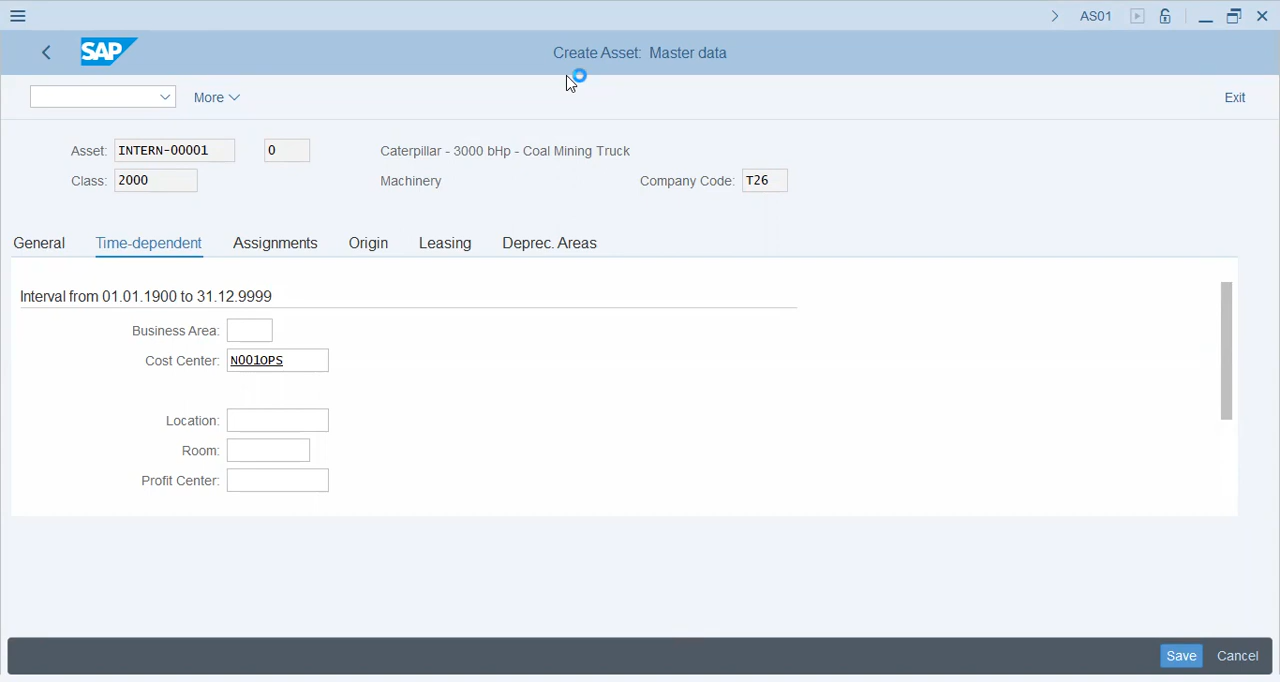 AS01
SAP Create Asset: Master data
More Exit
Asset: INTERN-00001 0 Caterpillar - 3000 bHp - Coal Mining Truck
Class: 2000 Machinery Company Code: T26
General Time-dependent Assignments Origin Leasing Deprec. Areas
Interval from 01.01.1900 to 31.12.9999
Business Area:
Cost Center: N001OPS
Location:
Room:
Profit Center:
Save Cancel